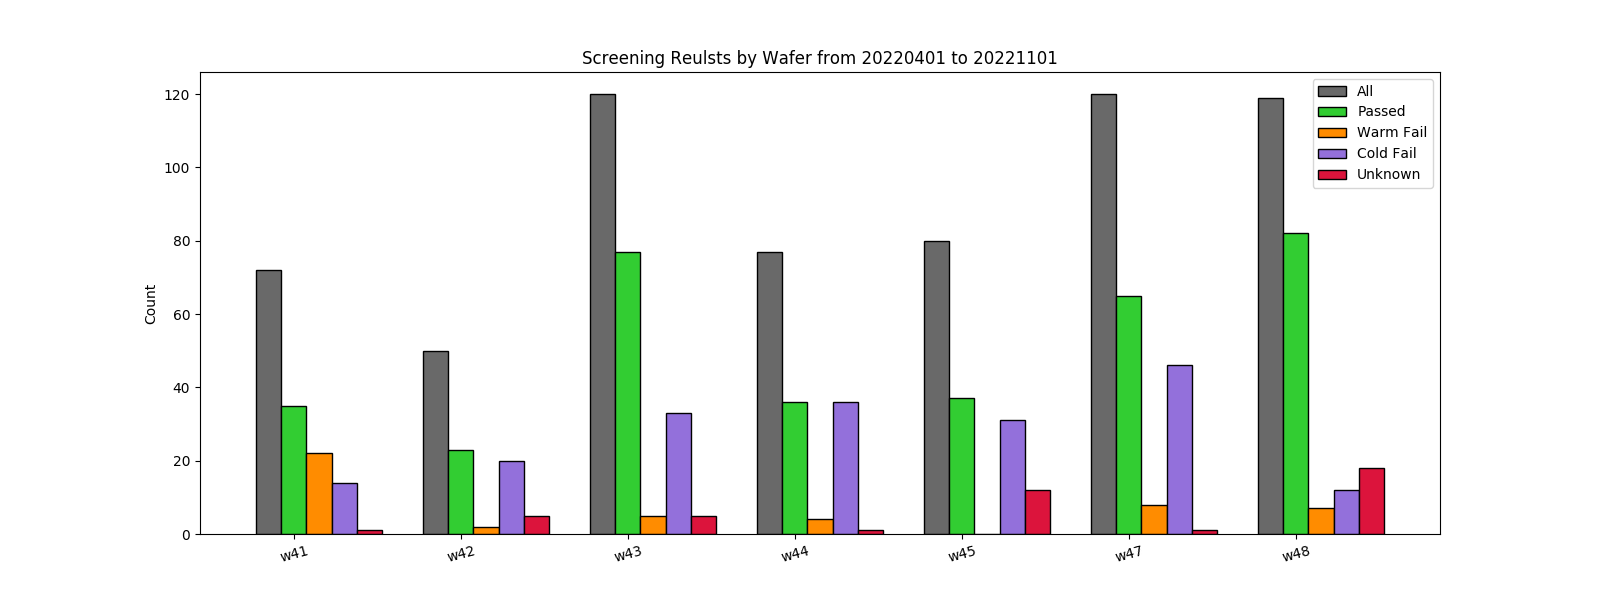 Screening Reulsts by Wafer from 20220401 to 20221101
120
100
80
60
40
20
0
Count
All
Passed
Warm Fail
Cold Fail
Unknown
w41 w42 w43 w44 w45 w47 w48